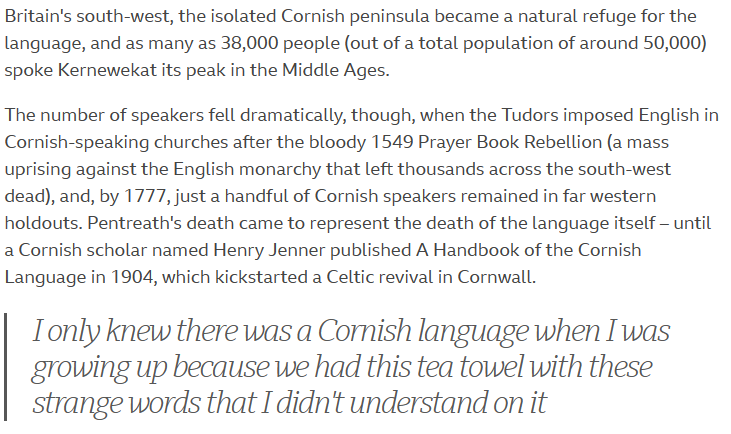 Britain's south-west, the isolated Cornish peninsula became a natural refuge for the
language, and as many as 38,000 people (out of a total population of around 50,000)
spoke Kernewekat its peak in the Middle Ages.
The number of speakers fell dramatically, though, when the Tudors imposed English in
Cornish-speaking churches after the bloody 1549 Prayer Book Rebellion (a mass
uprising against the English monarchy that left thousands across the south-west
dead), and, by 1777, just a handful of Cornish speakers remained in far western
holdouts. Pentreath's death came to represent the death of the language itself – until
a Cornish scholar named Henry Jenner published A Handbook of the Cornish
Language in 1904, which kickstarted a Celtic revival in Cornwall.
I only knew there was a Cornish language when I was
growing up because we had this tea towel with these
strange words that I didn't understand on it